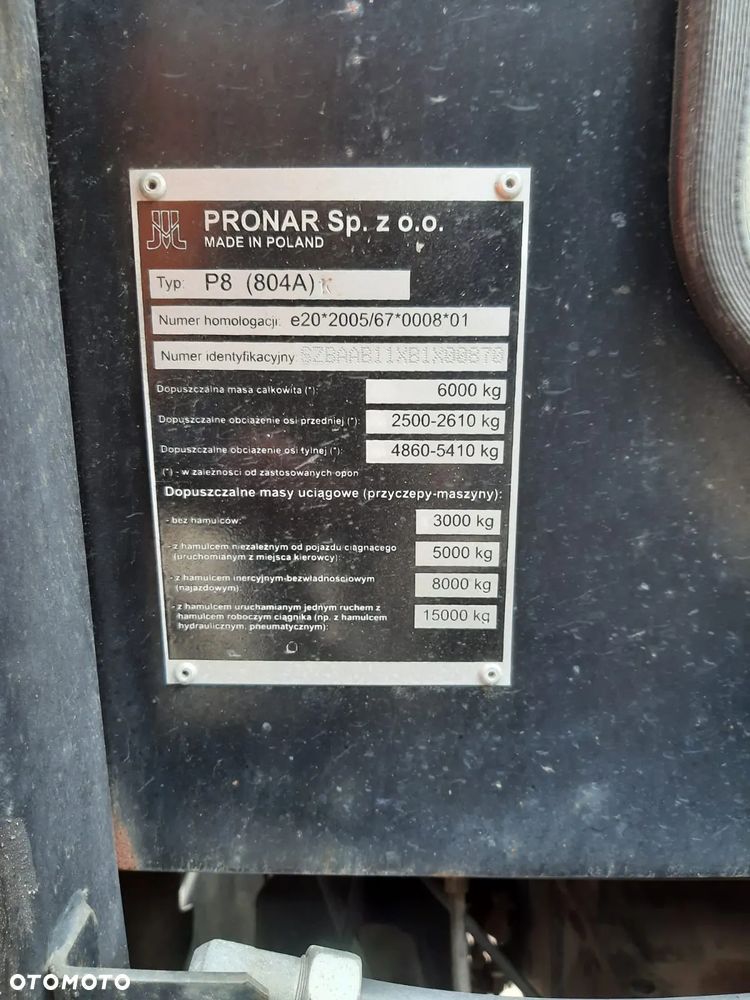 PRONAR Sp. z o.o.
MADE IN POLAND
Typ: P8 (804A) K
Numer homologacji: e20*2005/67*0008*01
Numer identyfikacyjny
Dopuszczalna masa całkowita (*): 6000 kg
Dopuszczalne obciążenie osi przedniej (*): 2500-2610 kg
Dopuszczalne obciążenie osi tylnej (*): 4860-5410 kg
(*) - w zależności od zastosowanych opon
Dopuszczalne masy uciągowe (przyczepy-maszyny):
- bez hamulców: 3000 kg
- z hamulcem niezależnym od pojazdu ciągnącego
(uruchomianym z miejsca kierowcy): 5000 kg
- z hamulcem inercyjnym-bezwładnościowym
(najazdowym): 8000 kg
- z hamulcem uruchamianym jednym ruchem z
hamulcem roboczym ciągnika (np. z hamulcem
hydraulicznym, pneumatycznym): 15000 kg
OTOMOTO